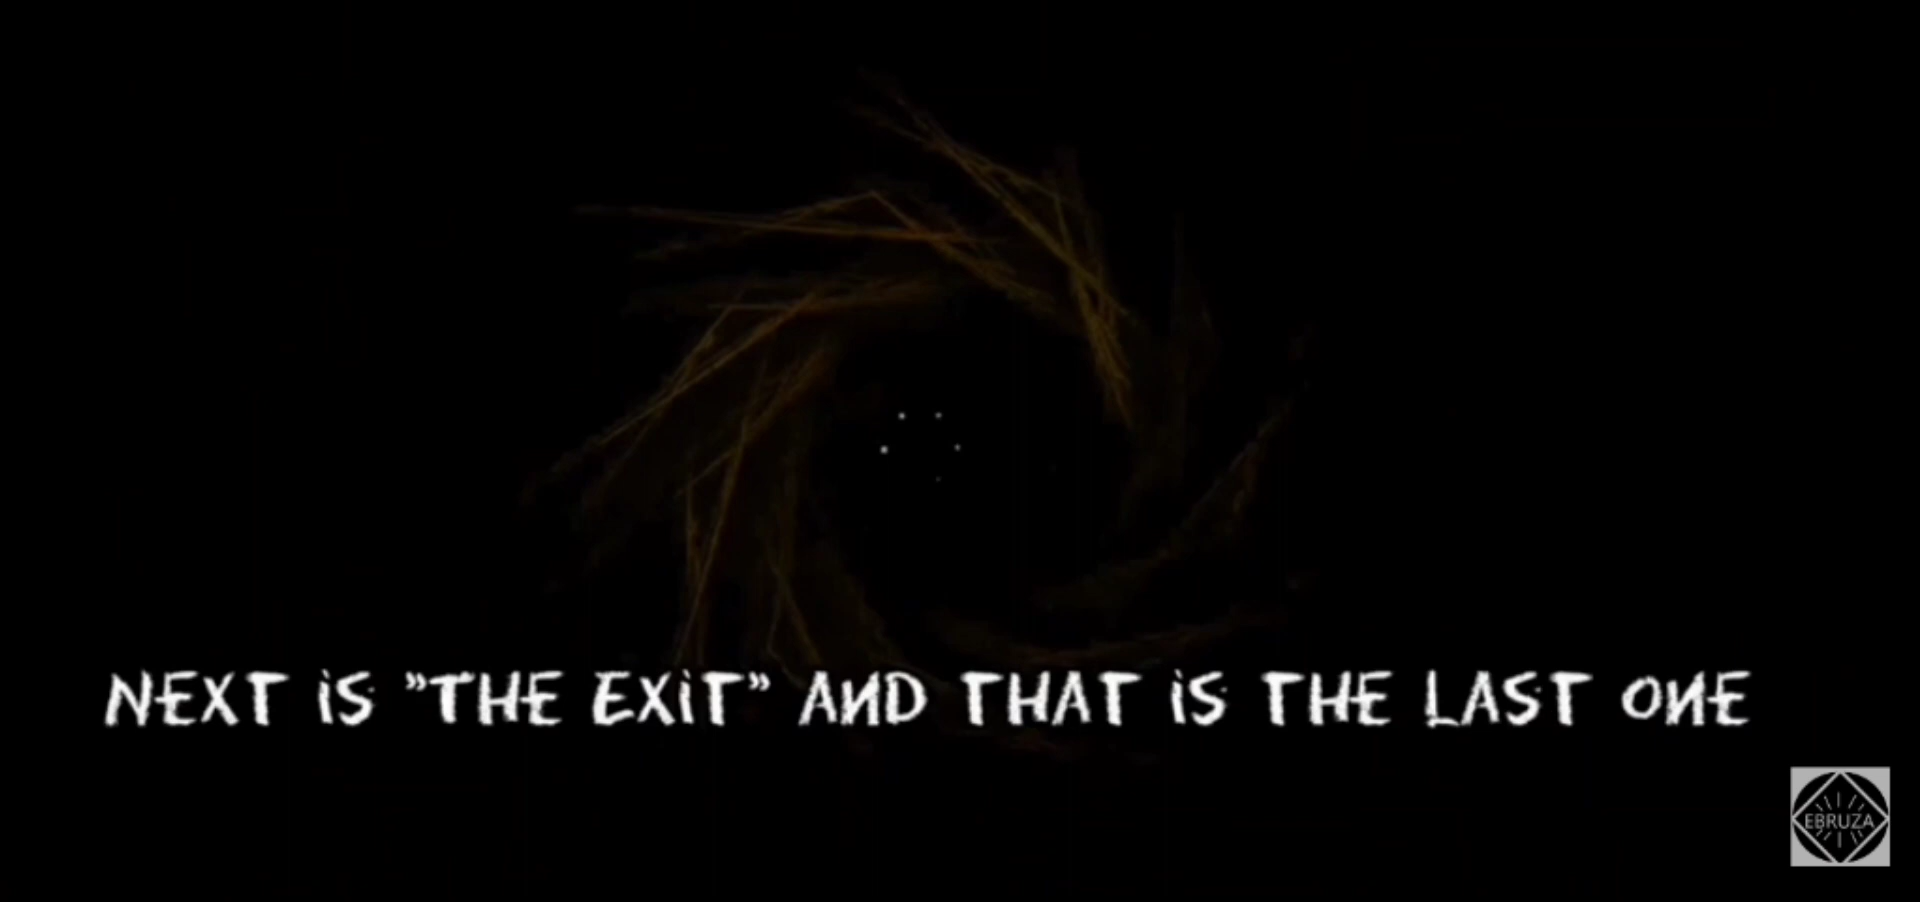 NEXT iS "THE EXiT" AND THAT iS THE LAST ONE
EBRUZA